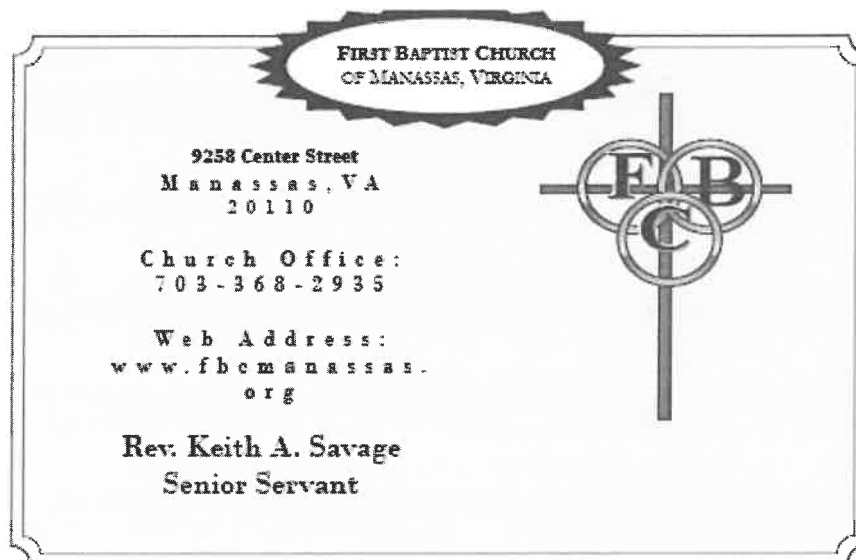 FIRST BAPTIST CHURCH
OF MANASSAS, VIRGINIA
9258 Center Street
Manassas, VA
20110
Church Office:
703-368-2935
Web Address:
www.fbcmanassas.
org
Rev. Keith A. Savage
Senior Servant
F B
C